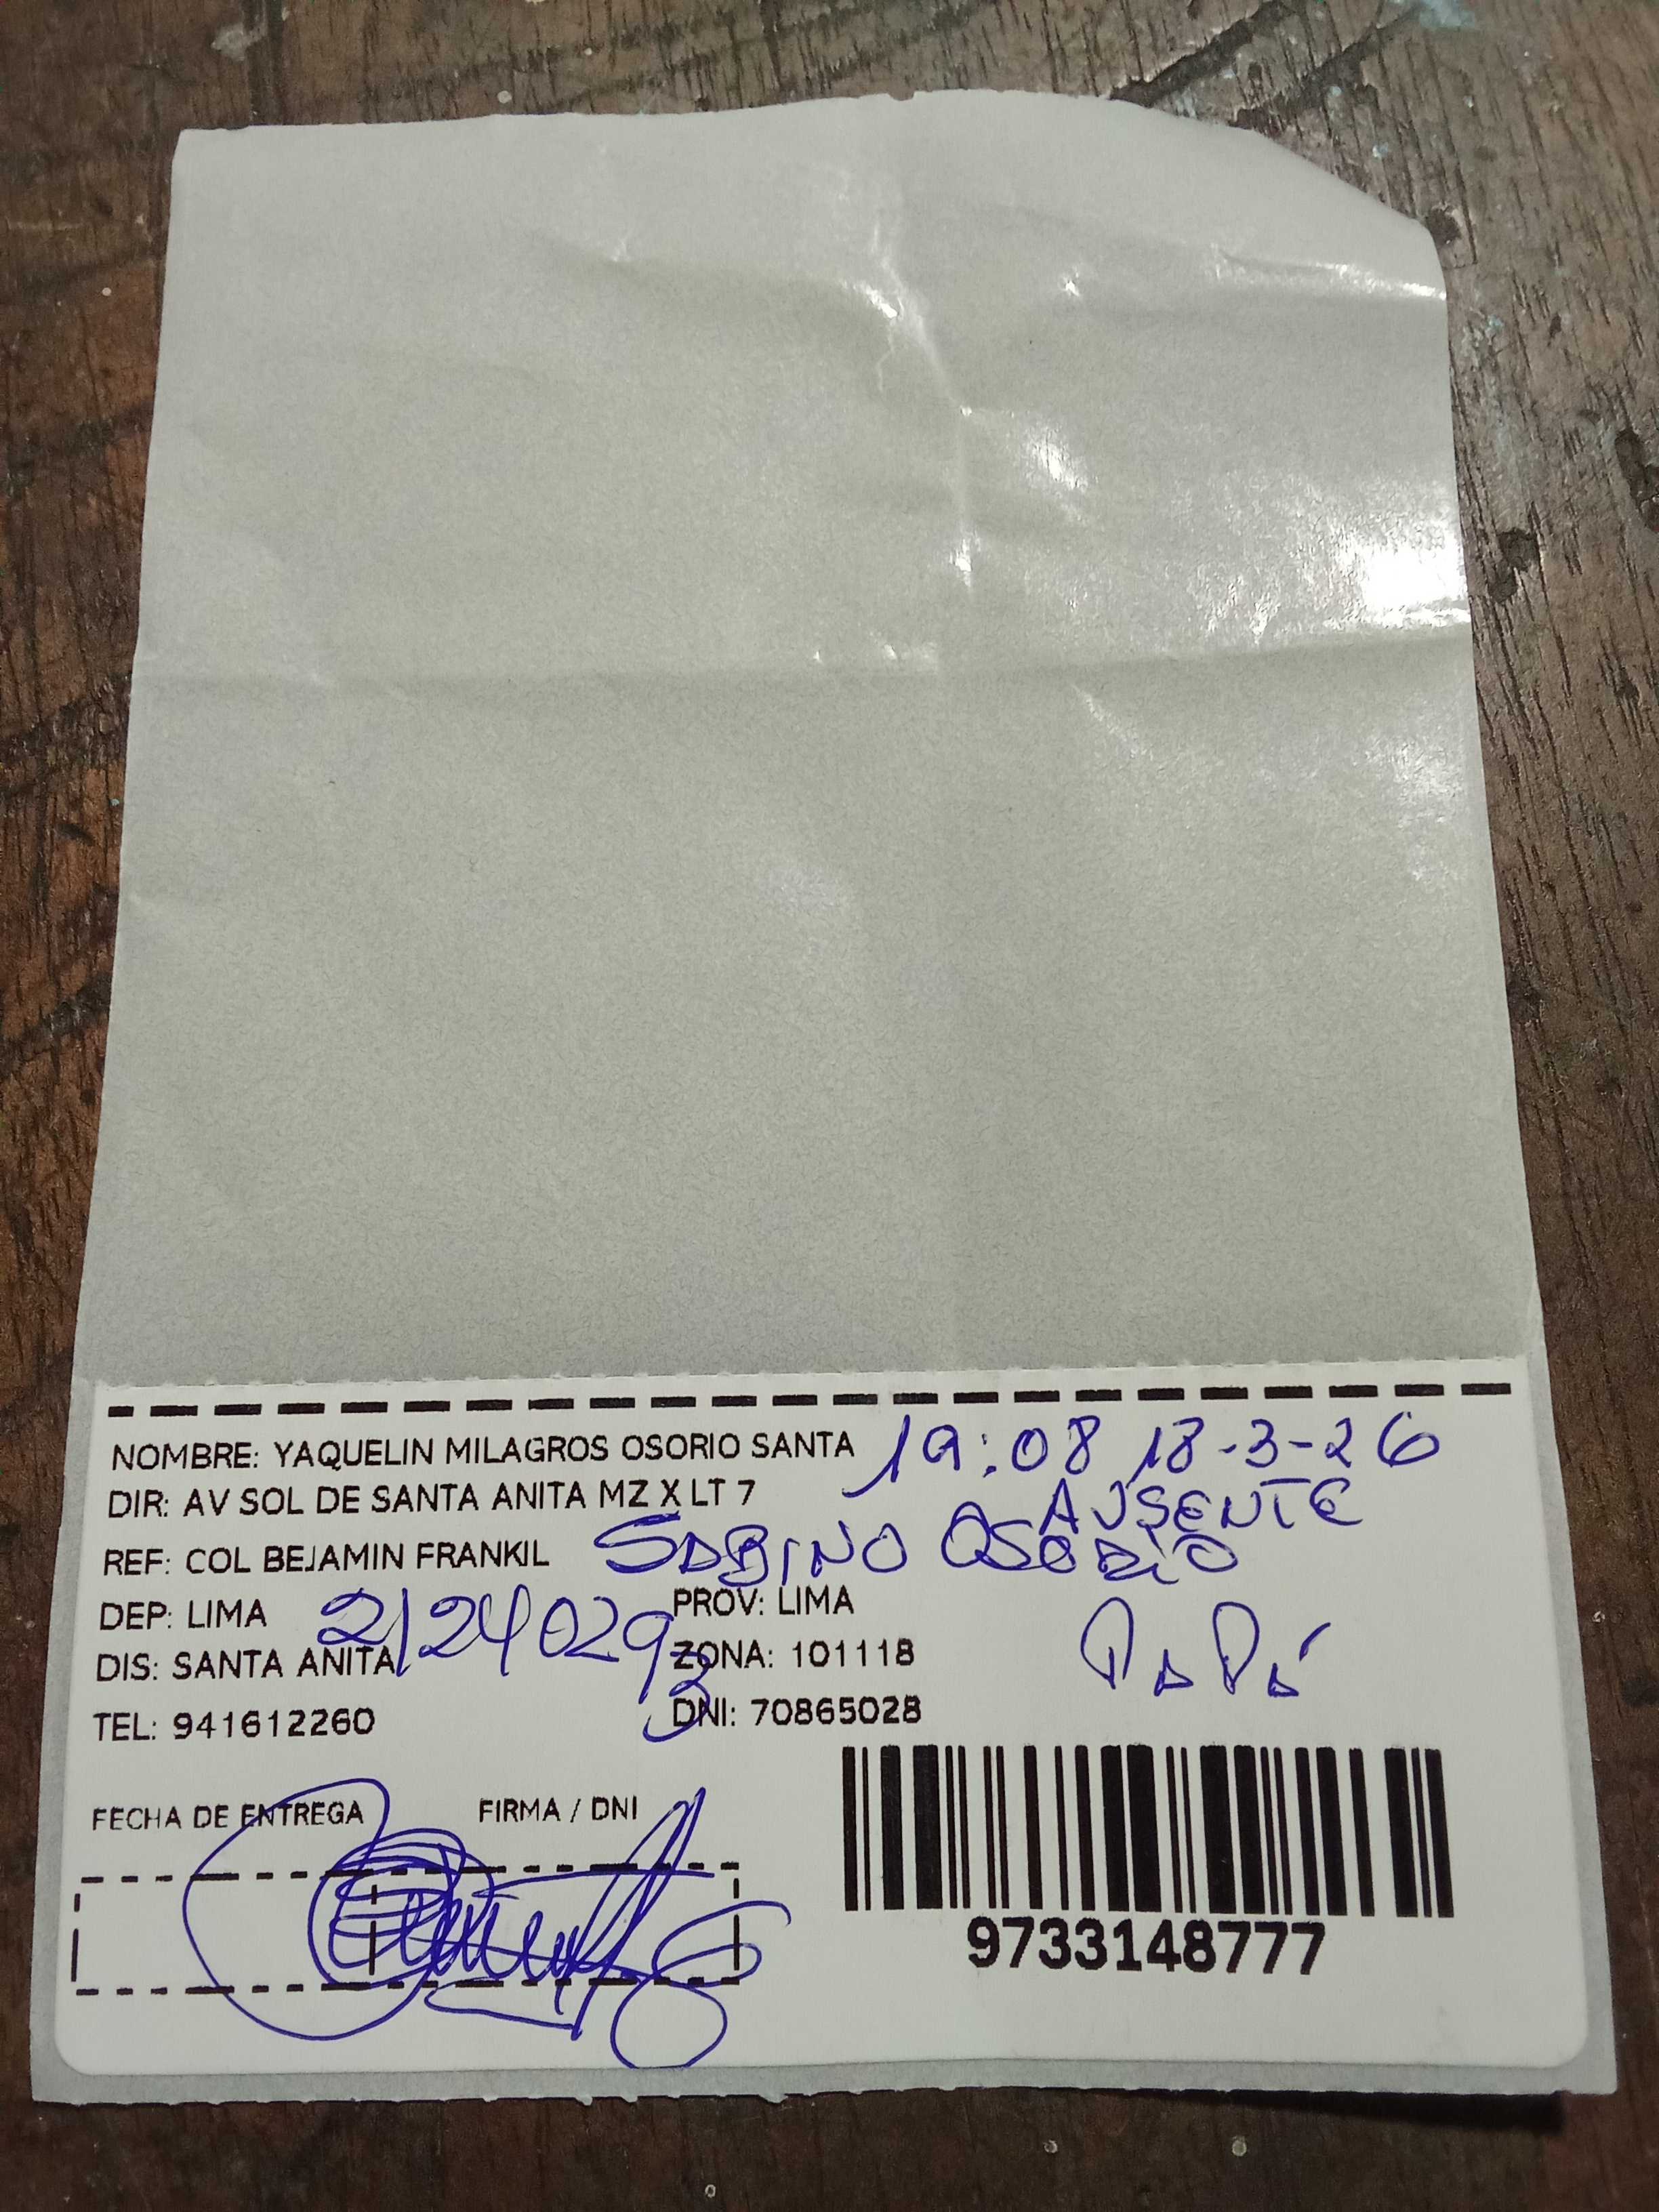 NOMBRE: YAQUELIN MILAGROS OSORIO SANTA 19:08 18-3-26
DIR: AV SOL DE SANTA ANITA MZ X LT 7 AUSENTE
REF: COL BEJAMIN FRANKIL SABINO OSORIO
DEP: LIMA 21240293 PROV: LIMA PAPÁ
DIS: SANTA ANITA ZONA: 101118
TEL: 941612260 DNI: 70865028
FECHA DE ENTREGA FIRMA / DNI
9733148777